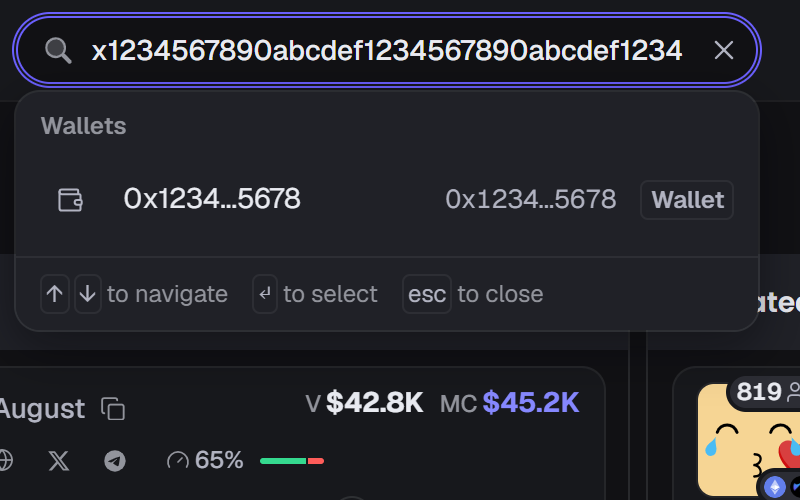 x1234567890abcdef1234567890abcdef1234
Wallets
0x1234...5678 0x1234...5678 Wallet
↑ ↓ to navigate ↵ to select esc to close
August V $42.8K MC $45.2K
819
65%